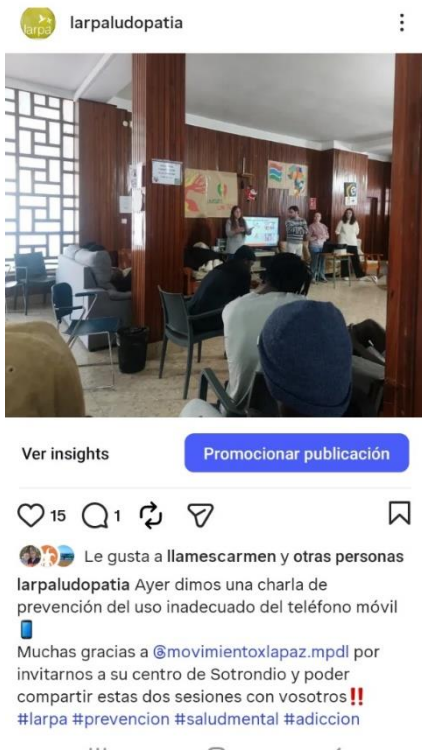 larpa
larpaludopatia
Ver insights
Promocionar publicación
15
1
Le gusta a llamescarmen y otras personas
larpaludopatia Ayer dimos una charla de
prevención del uso inadecuado del teléfono móvil
📱
Muchas gracias a @movimientoxlapaz.mpdl por
invitarnos a su centro de Sotrondio y poder
compartir estas dos sesiones con vosotros‼️
#larpa #prevencion #saludmental #adiccion